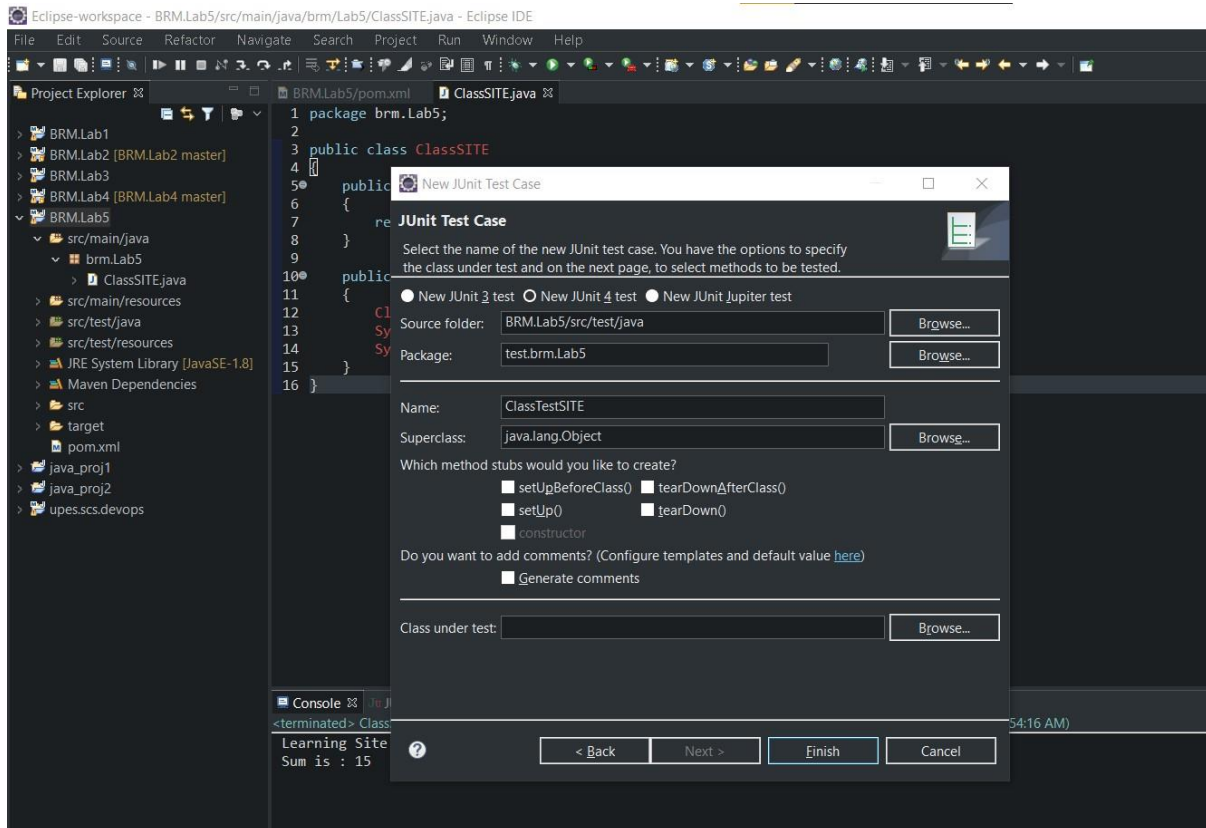 Eclipse-workspace - BRM.Lab5/src/main/java/brm/Lab5/ClassSITE.java - Eclipse IDE
File Edit Source Refactor Navigate Search Project Run Window Help
Project Explorer
BRM.Lab5/pom.xml ClassSITE.java
BRM.Lab1
BRM.Lab2 [BRM.Lab2 master]
BRM.Lab3
BRM.Lab4 [BRM.Lab4 master]
BRM.Lab5
src/main/java
brm.Lab5
ClassSITE.java
src/main/resources
src/test/java
src/test/resources
JRE System Library [JavaSE-1.8]
Maven Dependencies
src
target
pom.xml
java_proj1
java_proj2
upes.scs.devops
1 package brm.Lab5;
2
3 public class ClassSITE
4 {
5 public
6 {
7 re
8 }
9
10 public
11 {
12 Cl
13 Sy
14 Sy
15 }
16 }
New JUnit Test Case
JUnit Test Case
Select the name of the new JUnit test case. You have the options to specify
the class under test and on the next page, to select methods to be tested.
New JUnit 3 test New JUnit 4 test New JUnit Jupiter test
Source folder: BRM.Lab5/src/test/java Browse...
Package: test.brm.Lab5 Browse...
Name: ClassTestSITE
Superclass: java.lang.Object Browse...
Which method stubs would you like to create?
setUpBeforeClass() tearDownAfterClass()
setUp() tearDown()
constructor
Do you want to add comments? (Configure templates and default value here)
Generate comments
Class under test: Browse...
< Back Next > Finish Cancel
Console
<terminated> Class 54:16 AM)
Learning Site
Sum is : 15